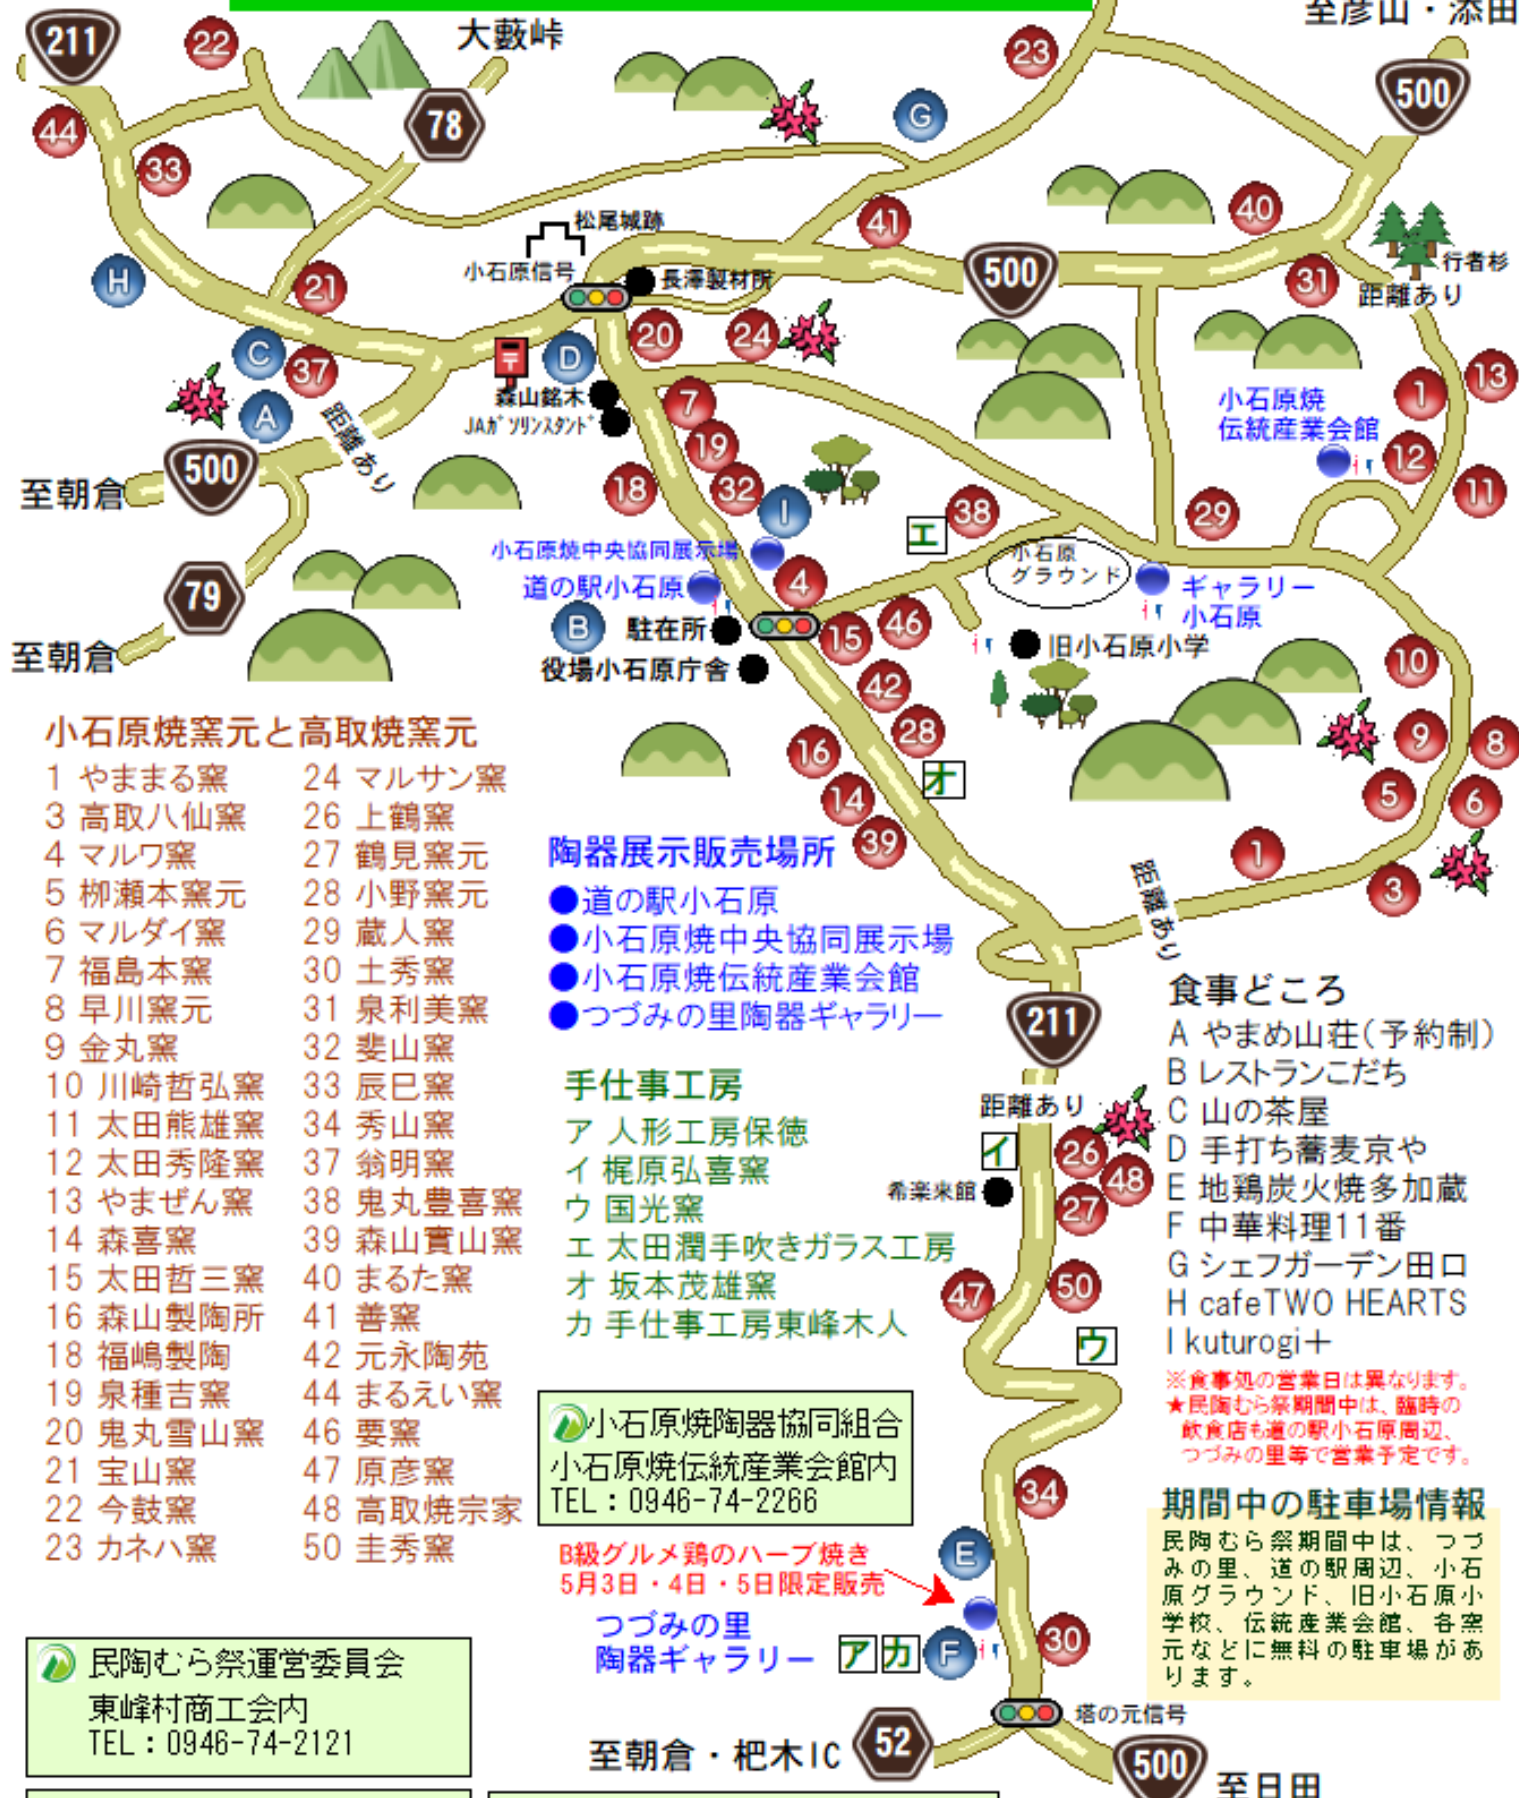 至彦山・添田
211
22
大藪峠
23
500
44
78
G
33
40
41
松尾城跡
小石原信号
長澤製材所
500
行者杉
31
距離あり
H
21
20
24
C
37
D
森山銘木
JAガソリンスタンド
A
距離あり
7
19
1
13
小石原焼
伝統産業会館
12
11
500
至朝倉
18
32
I
38
エ
29
小石原焼中央協同展示場
道の駅小石原
4
小石原
グラウンド
ギャラリー
小石原
79
B
駐在所
15
46
旧小石原小学
至朝倉
役場小石原庁舎
42
10
28
16
オ
14
39
9
8
5
6
1
3
距離あり
小石原焼窯元と高取焼窯元
1 やままる窯
3 高取八仙窯
4 マルワ窯
5 栁瀬本窯元
6 マルダイ窯
7 福島本窯
8 早川窯元
9 金丸窯
10 川崎哲弘窯
11 太田熊雄窯
12 太田秀隆窯
13 やまぜん窯
14 森喜窯
15 太田哲三窯
16 森山製陶所
18 福嶋製陶
19 泉種吉窯
20 鬼丸雪山窯
21 宝山窯
22 今鼓窯
23 カネハ窯
24 マルサン窯
26 上鶴窯
27 鶴見窯元
28 小野窯元
29 蔵人窯
30 土秀窯
31 泉利美窯
32 斐山窯
33 辰巳窯
34 秀山窯
37 翁明窯
38 鬼丸豊喜窯
39 森山實山窯
40 まるた窯
41 善窯
42 元永陶苑
44 まるえい窯
46 要窯
47 原彦窯
48 高取焼宗家
50 圭秀窯
陶器展示販売場所
●道の駅小石原
●小石原焼中央協同展示場
●小石原焼伝統産業会館
●つづみの里陶器ギャラリー
手仕事工房
ア 人形工房保徳
イ 梶原弘喜窯
ウ 国光窯
エ 太田潤手吹きガラス工房
オ 坂本茂雄窯
カ 手仕事工房東峰木人
211
距離あり
イ
26
48
希楽来館
27
47
50
ウ
34
食事どころ
A やまめ山荘(予約制)
B レストランこだち
C 山の茶屋
D 手打ち蕎麦京や
E 地鶏炭火焼多加蔵
F 中華料理11番
G シェフガーデン田口
H cafeTWO HEARTS
I kuturogi＋
※食事処の営業日は異なります。
★民陶むら祭期間中は、臨時の
飲食店も道の駅小石原周辺、
つづみの里等で営業予定です。
期間中の駐車場情報
民陶むら祭期間中は、つづ
みの里、道の駅周辺、小石
原グラウンド、旧小石原小
学校、伝統産業会館、各窯
元などに無料の駐車場があ
ります。
小石原焼陶器協同組合
小石原焼伝統産業会館内
TEL：0946-74-2266
B級グルメ鶏のハーブ焼き
5月3日・4日・5日限定販売
E
つづみの里
陶器ギャラリー
ア
カ
F
30
民陶むら祭運営委員会
東峰村商工会内
TEL：0946-74-2121
塔の元信号
至朝倉・杷木IC
52
500
至日田